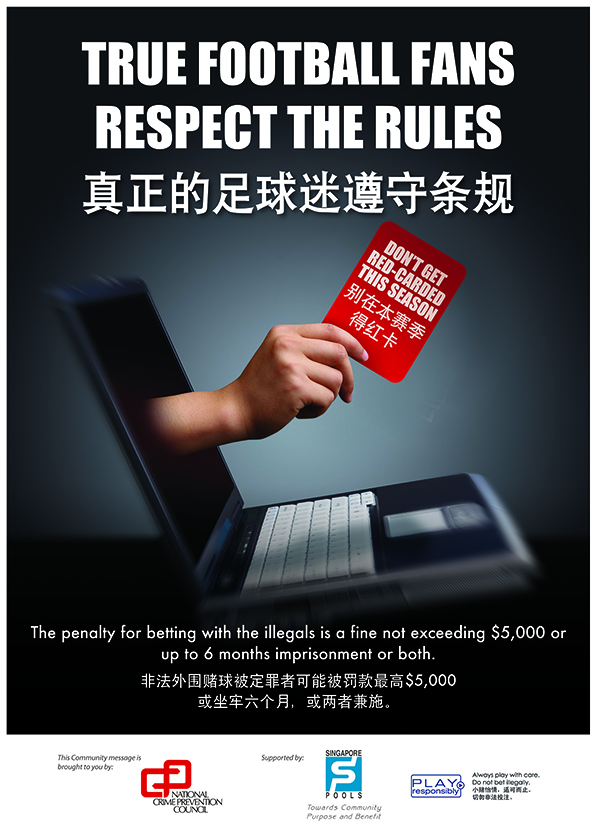 TRUE FOOTBALL FANS
RESPECT THE RULES
真正的足球迷遵守条规
DON'T GET
RED-CARDED
THIS SEASON
别在本赛季
得红卡
The penalty for betting with the illegals is a fine not exceeding $5,000 or
up to 6 months imprisonment or both.
非法外围赌球被定罪者可能被罚款最高$5,000
或坐牢六个月，或两者兼施。
This Community message is
brought to you by:
NATIONAL
CRIME PREVENTION
COUNCIL
Supported by:
SINGAPORE
POOLS
Towards Community
Purpose and Benefit
PLAY
responsibly
Always play with care.
Do not bet illegally.
小赌怡情，适可而止。
切勿非法投注。